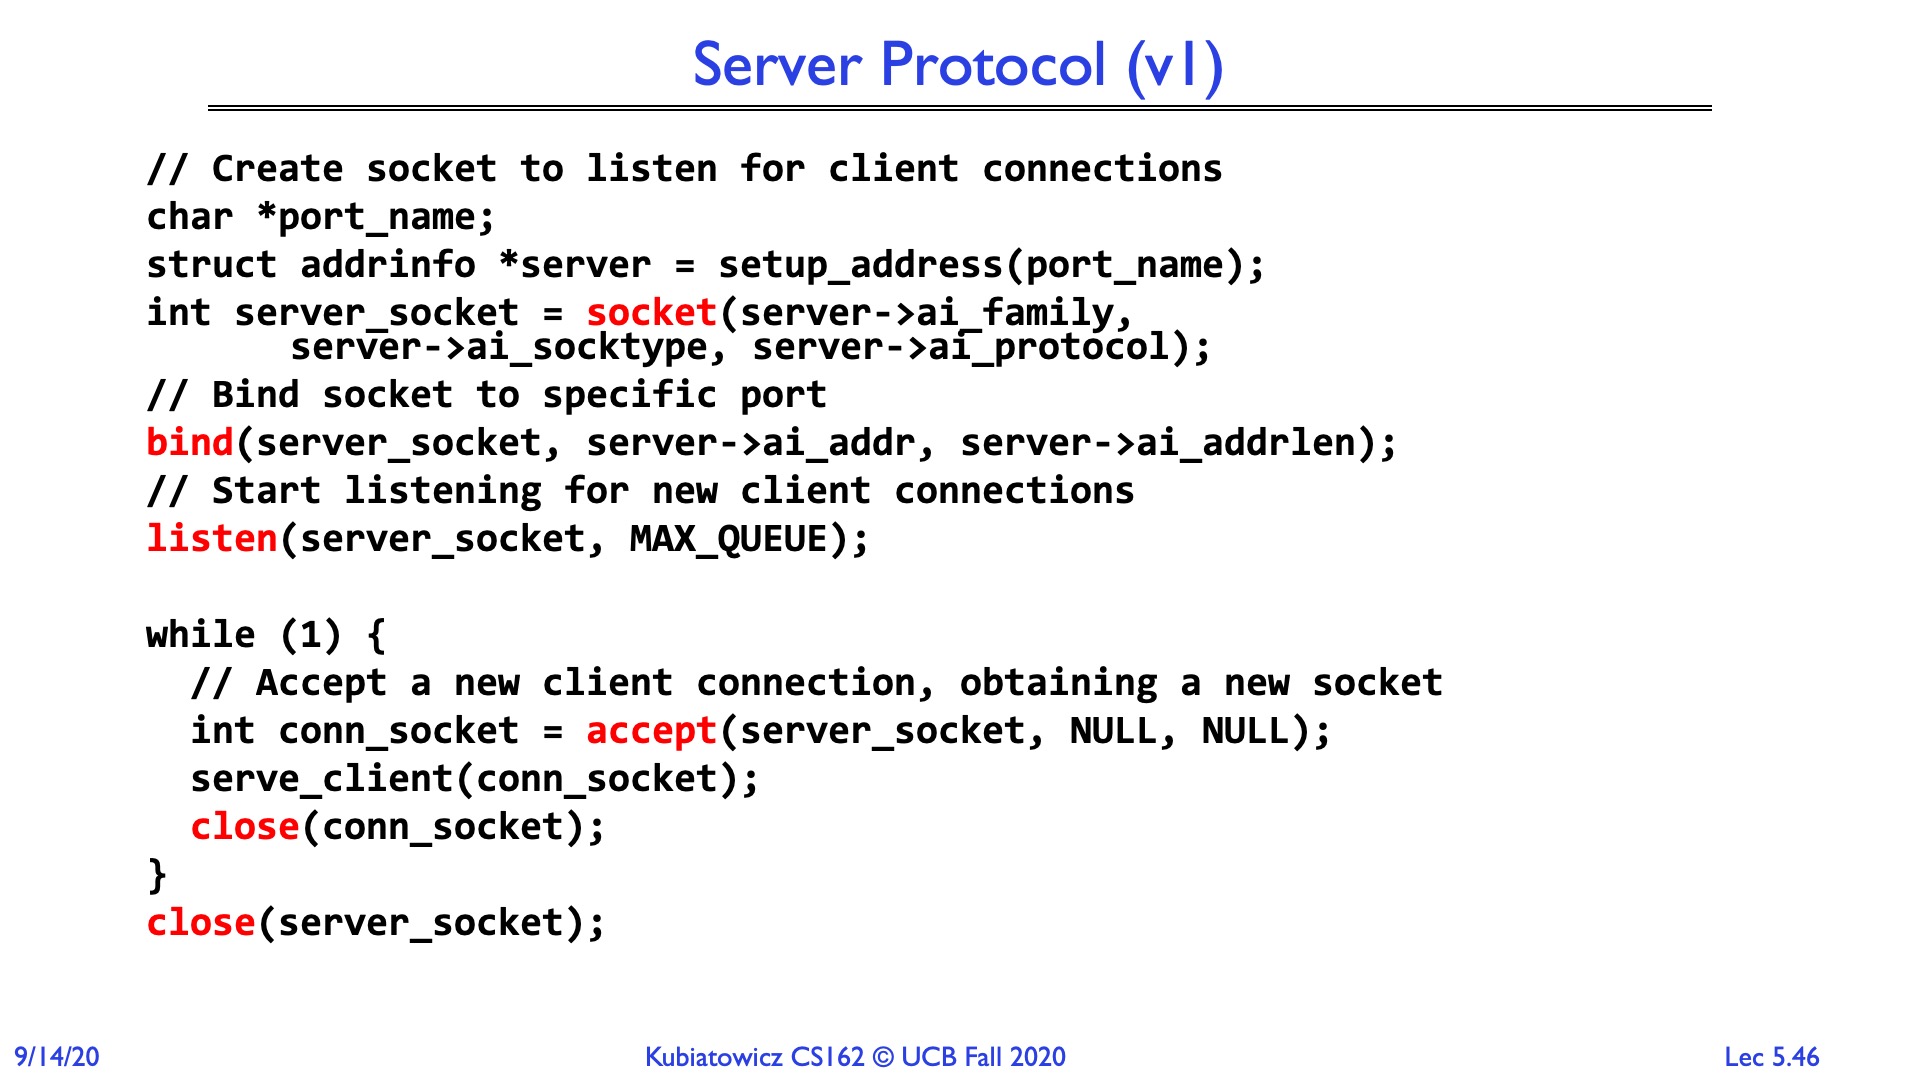 Server Protocol (v1)
// Create socket to listen for client connections
char *port_name;
struct addrinfo *server = setup_address(port_name);
int server_socket = socket(server->ai_family,
server->ai_socktype, server->ai_protocol);
// Bind socket to specific port
bind(server_socket, server->ai_addr, server->ai_addrlen);
// Start listening for new client connections
listen(server_socket, MAX_QUEUE);
while (1) {
// Accept a new client connection, obtaining a new socket
int conn_socket = accept(server_socket, NULL, NULL);
serve_client(conn_socket);
close(conn_socket);
}
close(server_socket);
9/14/20
Kubiatowicz CS162 © UCB Fall 2020
Lec 5.46